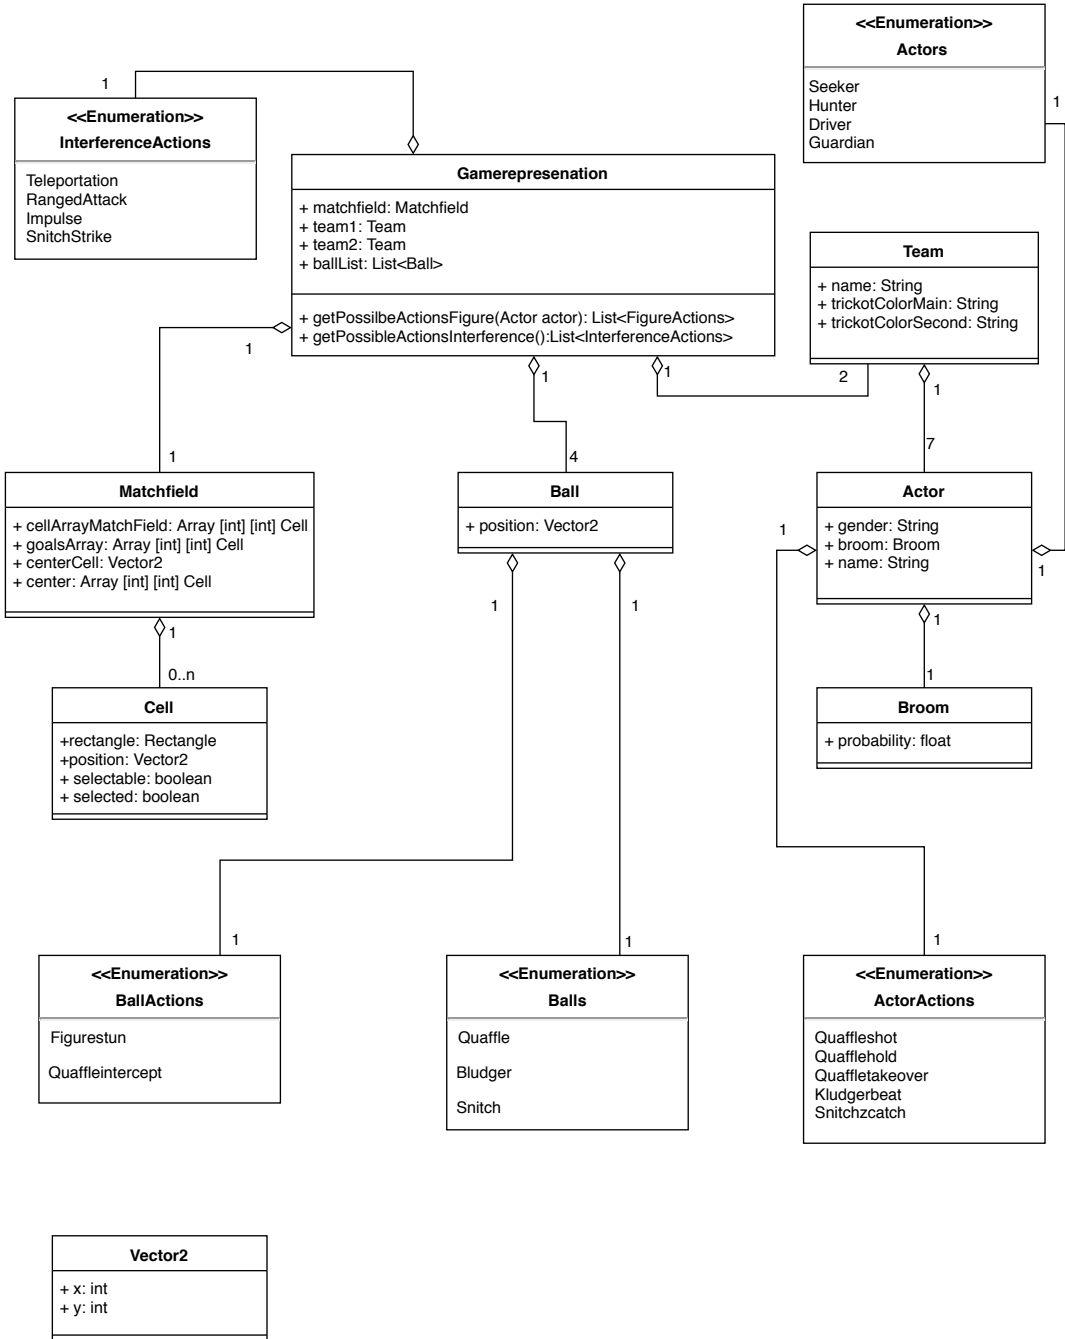 <<Enumeration>>
Actors
Seeker
Hunter
Driver
Guardian
1
1
<<Enumeration>>
InterferenceActions
Teleportation
RangedAttack
Impulse
SnitchStrike
Gamerepresenation
+ matchfield: Matchfield
+ team1: Team
+ team2: Team
+ ballList: List<Ball>
+ getPossilbeActionsFigure(Actor actor): List<FigureActions>
+ getPossibleActionsInterference():List<InterferenceActions>
Team
+ name: String
+ trickotColorMain: String
+ trickotColorSecond: String
1
1
1
2
1
1
4
7
Matchfield
+ cellArrayMatchField: Array [int] [int] Cell
+ goalsArray: Array [int] [int] Cell
+ centerCell: Vector2
+ center: Array [int] [int] Cell
Ball
+ position: Vector2
Actor
+ gender: String
+ broom: Broom
+ name: String
1
1
1
1
1
1
0..n
1
Cell
+rectangle: Rectangle
+position: Vector2
+ selectable: boolean
+ selected: boolean
Broom
+ probability: float
1
1
1
<<Enumeration>>
BallActions
Figurestun
Quaffleintercept
<<Enumeration>>
Balls
Quaffle
Bludger
Snitch
<<Enumeration>>
ActorActions
Quaffleshot
Quafflehold
Quaffletakeover
Kludgerbeat
Snitchzcatch
Vector2
+ x: int
+ y: int